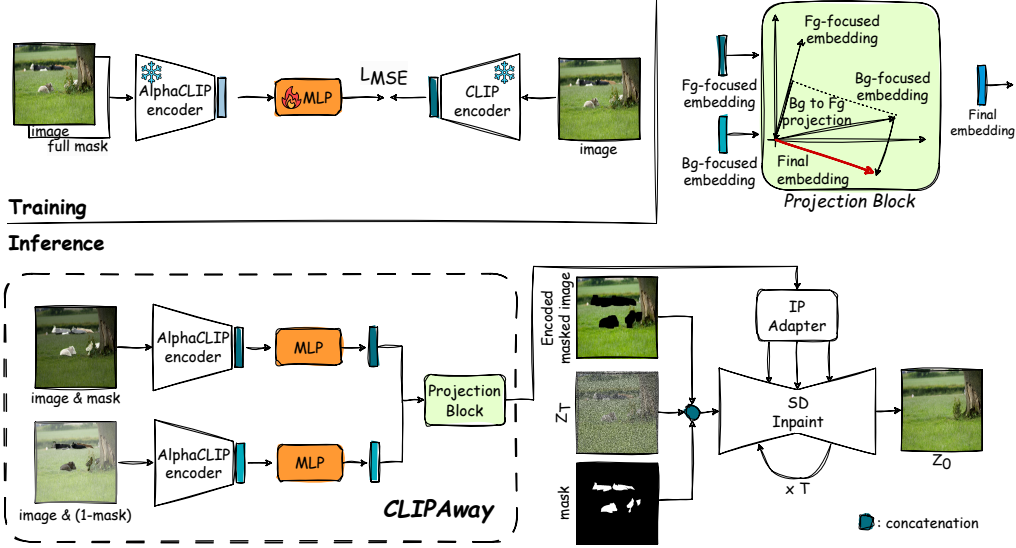 image
full mask
AlphaCLIP
encoder
MLP
LMSE
CLIP
encoder
image
Training
Fg-focused
embedding
Bg-focused
embedding
Fg-focused
embedding
Bg-focused
embedding
Bg to Fg
projection
Final
embedding
Projection Block
Final
embedding
Inference
image & mask
AlphaCLIP
encoder
MLP
image & (1-mask)
AlphaCLIP
encoder
MLP
Projection
Block
CLIPAway
Encoded
masked image
ZT
mask
IP
Adapter
SD
Inpaint
x T
Z0
: concatenation